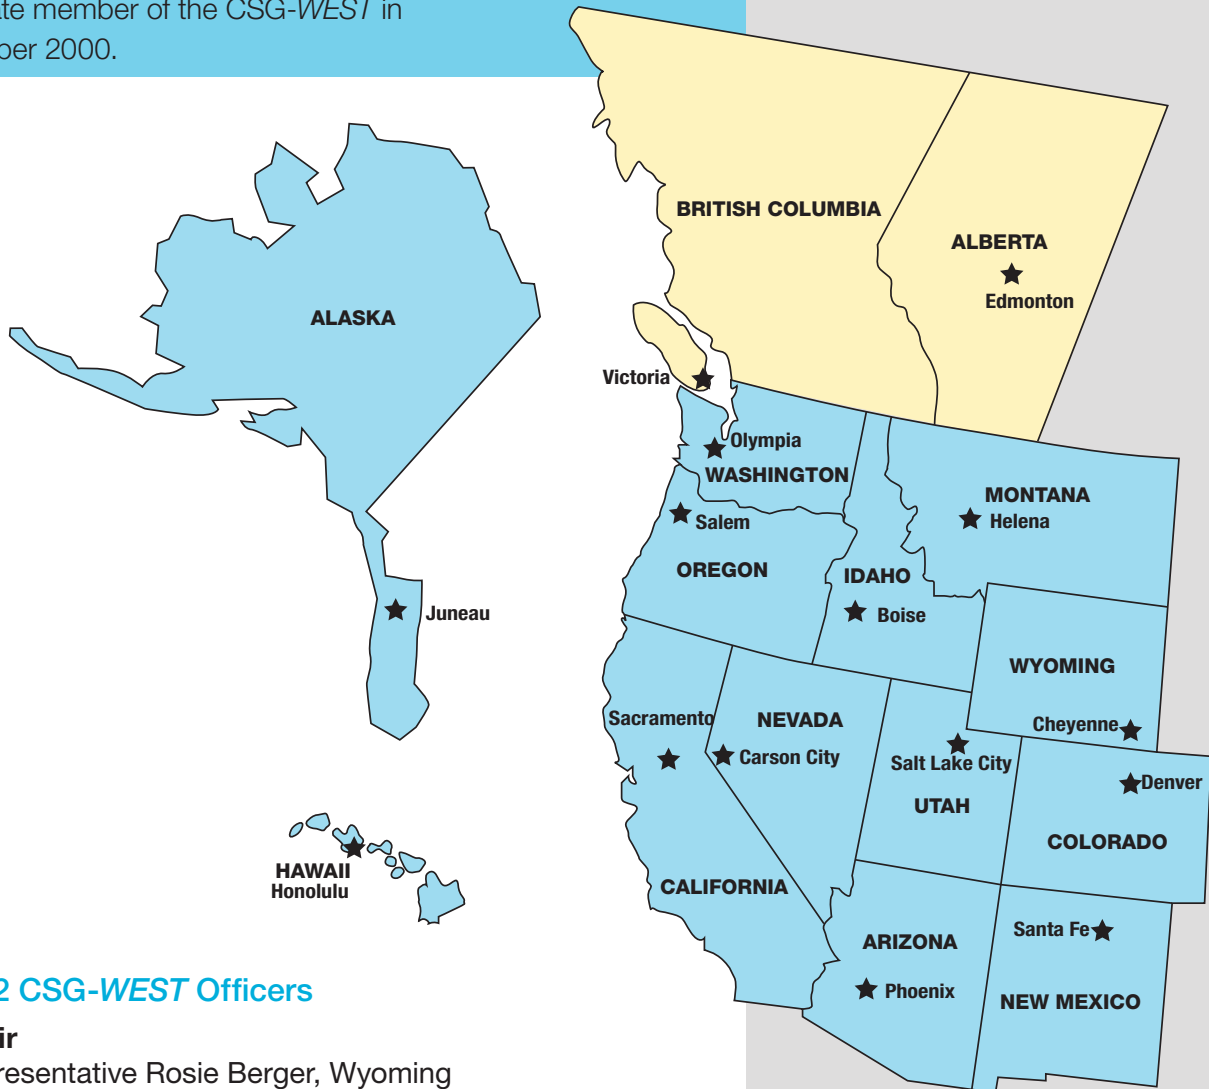 ate member of the CSG-WEST in
ber 2000.
BRITISH COLUMBIA
ALBERTA
Edmonton
ALASKA
Victoria
Olympia
WASHINGTON
MONTANA
Helena
Salem
OREGON
IDAHO
Boise
Juneau
WYOMING
Sacramento
NEVADA
Cheyenne
Carson City
Salt Lake City
Denver
UTAH
COLORADO
HAWAII
Honolulu
CALIFORNIA
Santa Fe
ARIZONA
Phoenix
NEW MEXICO
2 CSG-WEST Officers
ir
resentative Rosie Berger, Wyoming